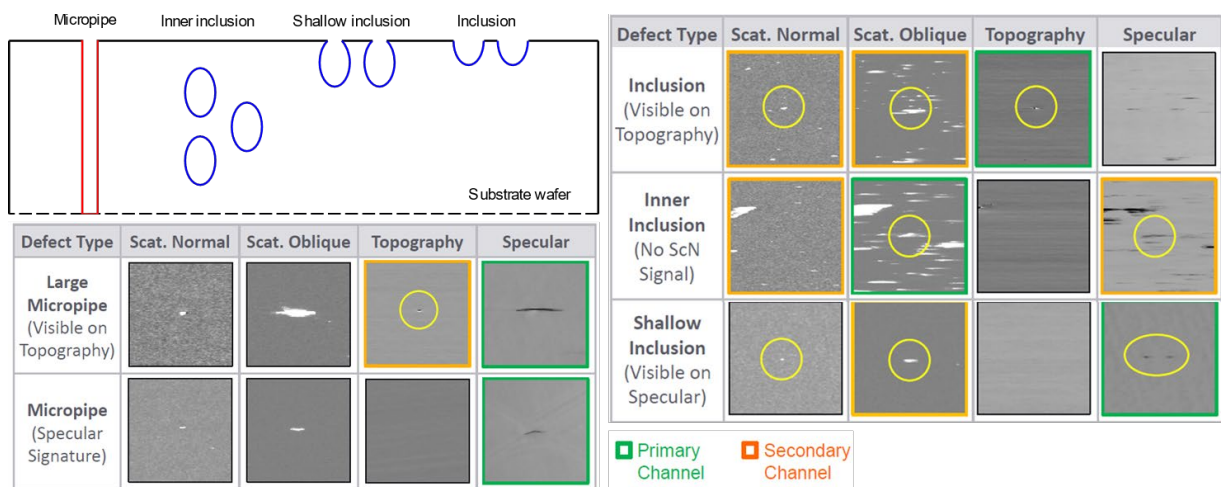 Micropipe
Inner inclusion
Shallow inclusion
Inclusion
Substrate wafer
Defect Type Scat. Normal Scat. Oblique Topography Specular
Large
Micropipe
(Visible on
Topography)
Micropipe
(Specular
Signature)
Defect Type Scat. Normal Scat. Oblique Topography Specular
Inclusion
(Visible on
Topography)
Inner
Inclusion
(No ScN
Signal)
Shallow
Inclusion
(Visible on
Specular)
Primary
Channel
Secondary
Channel